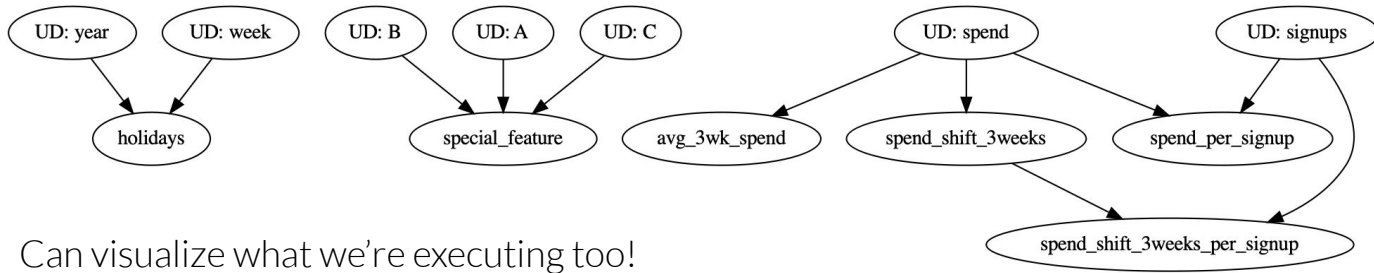 UD: year
UD: week
UD: B
UD: A
UD: C
UD: spend
UD: signups
holidays
special_feature
avg_3wk_spend
spend_shift_3weeks
spend_per_signup
spend_shift_3weeks_per_signup
Can visualize what we’re executing too!